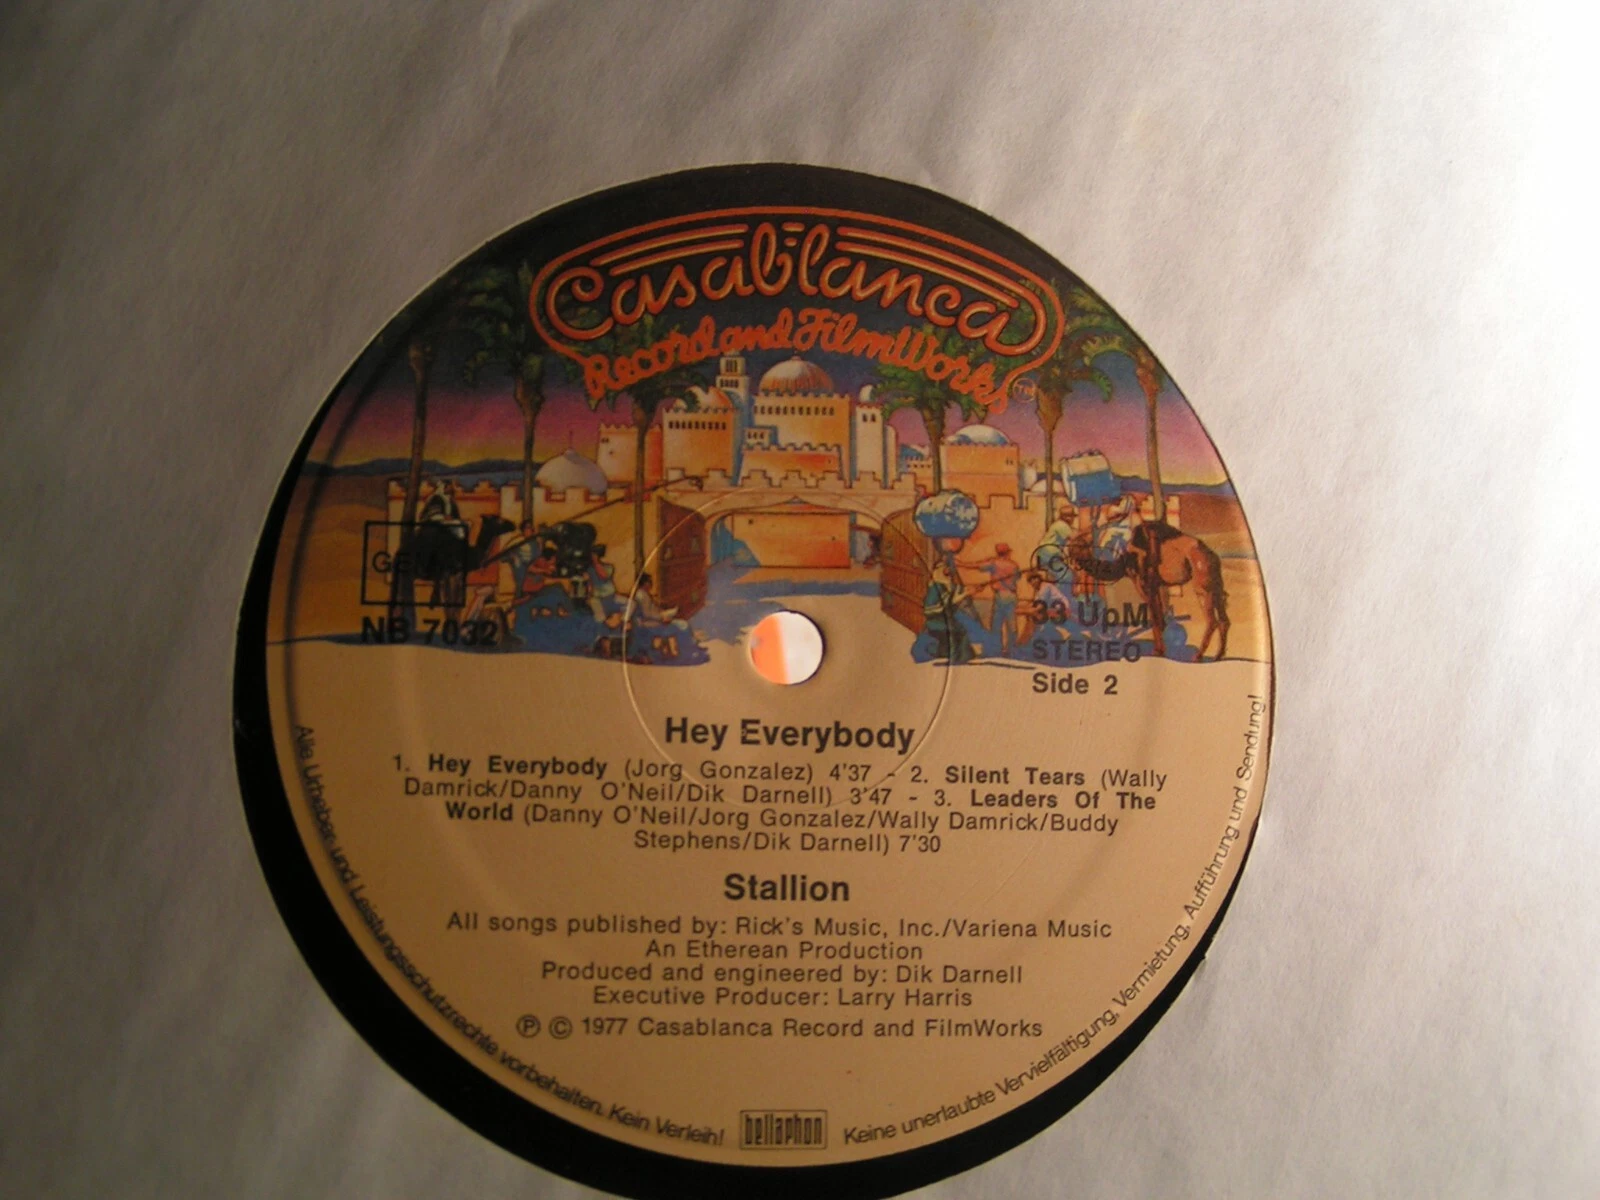 Casablanca
Record and FilmWorks
TM
GEMA
NB 7032
33 UpM
STEREO
Side 2
Hey Everybody
1. Hey Everybody (Jorg Gonzalez) 4'37 - 2. Silent Tears (Wally
Damrick/Danny O'Neil/Dik Darnell) 3'47 - 3. Leaders Of The
World (Danny O'Neil/Jorg Gonzalez/Wally Damrick/Buddy
Stephens/Dik Darnell) 7'30
Stallion
All songs published by: Rick's Music, Inc./Variena Music
An Etherean Production
Produced and engineered by: Dik Darnell
Executive Producer: Larry Harris
Ⓟ © 1977 Casablanca Record and FilmWorks
Alle Urheber- und Leistungsschutzrechte vorbehalten. Kein Verleih!
bellaphon
Keine unerlaubte Vervielfältigung, Vermietung, Aufführung und Sendung!